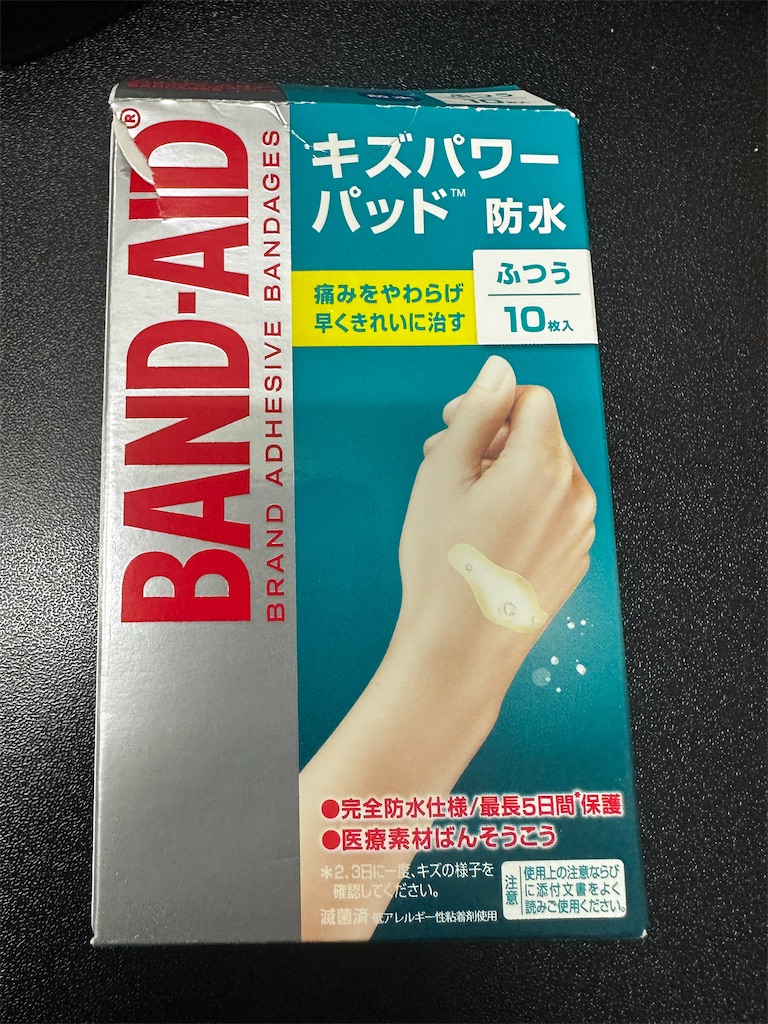 BAND-AID®
BRAND ADHESIVE BANDAGES
キズパワー
パッド™ 防水
痛みをやわらげ
早くきれいに治す
ふつう
10枚入
●完全防水仕様/最長5日間*保護
●医療素材ばんそうこう
*2、3日に一度、キズの様子を
確認してください。
滅菌済 低アレルギー性粘着剤使用
注意
使用上の注意ならび
に添付文書をよく
読みご使用ください。